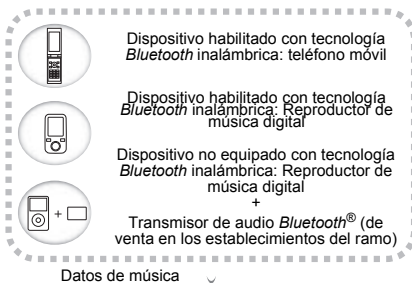 Dispositivo habilitado con tecnología
Bluetooth inalámbrica: teléfono móvil
Dispositivo habilitado con tecnología
Bluetooth inalámbrica: Reproductor de
música digital
Dispositivo no equipado con tecnología
Bluetooth inalámbrica: Reproductor de
música digital
+
+
Transmisor de audio Bluetooth® (de
venta en los establecimientos del ramo)
Datos de música